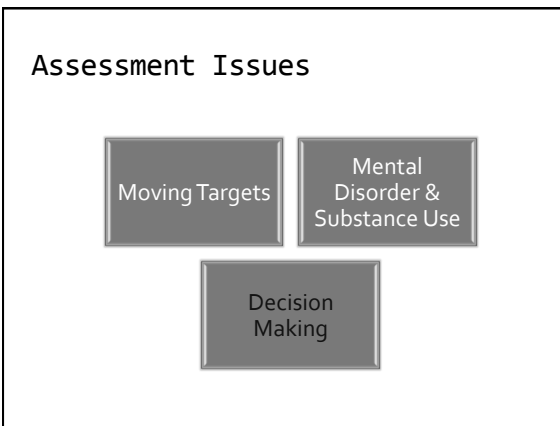 Assessment Issues
Moving Targets
Mental
Disorder &
Substance Use
Decision
Making